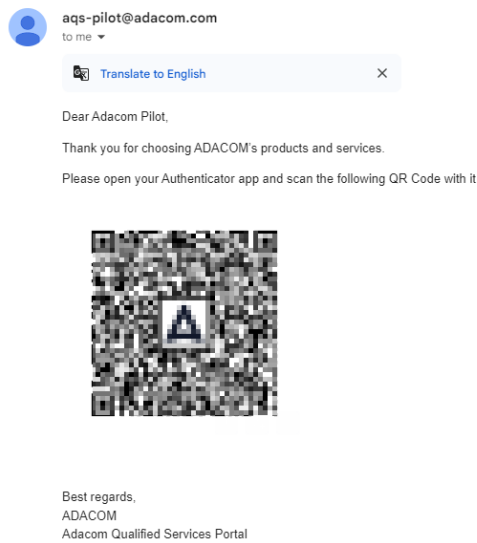 aqs-pilot@adacom.com
to me
Translate to English
Dear Adacom Pilot,
Thank you for choosing ADACOM's products and services.
Please open your Authenticator app and scan the following QR Code with it
Best regards,
ADACOM
Adacom Qualified Services Portal